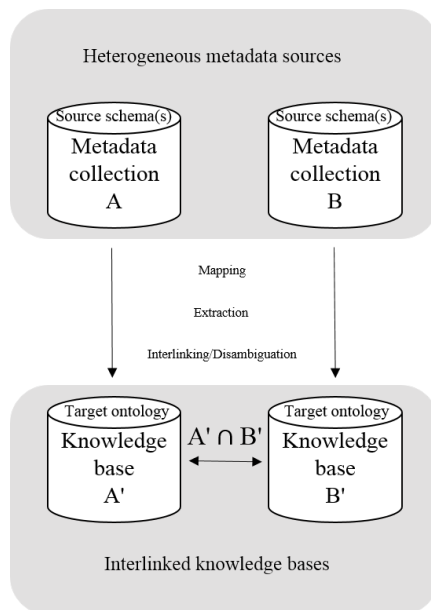 Heterogeneous metadata sources
Source schema(s)
Metadata
collection
A
Source schema(s)
Metadata
collection
B
Mapping
Extraction
Interlinking/Disambiguation
Target ontology
Knowledge
base
A'
A' ∩ B'
Target ontology
Knowledge
base
B'
Interlinked knowledge bases